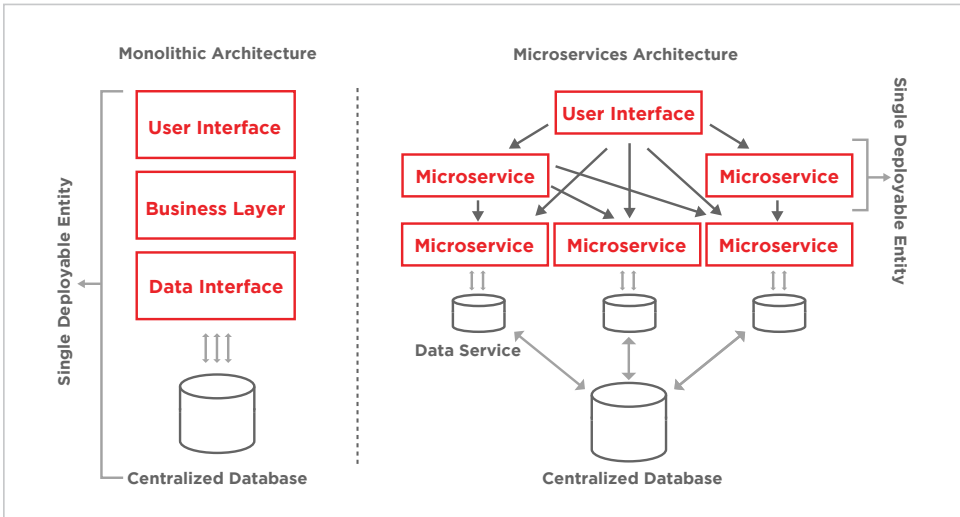 Monolithic Architecture
User Interface
Business Layer
Data Interface
Single Deployable Entity
Centralized Database
Microservices Architecture
User Interface
Microservice
Microservice
Microservice
Microservice
Microservice
Single Deployable
Entity
Data Service
Centralized Database